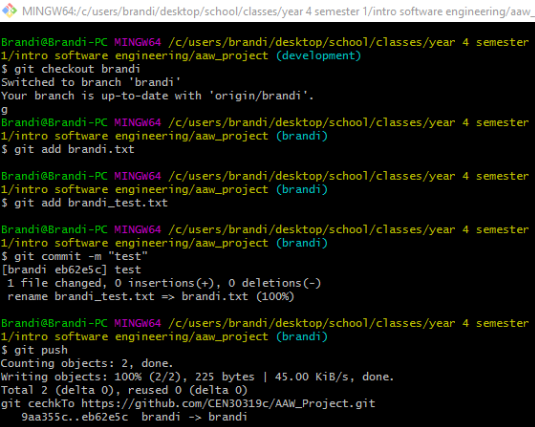 MINGW64:/c/users/brandi/desktop/school/classes/year 4 semester 1/intro software engineering/aaw_
Brandi@Brandi-PC MINGW64 /c/users/brandi/desktop/school/classes/year 4 semester
1/intro software engineering/aaw_project (development)
$ git checkout brandi
Switched to branch 'brandi'
Your branch is up-to-date with 'origin/brandi'.
g
Brandi@Brandi-PC MINGW64 /c/users/brandi/desktop/school/classes/year 4 semester
1/intro software engineering/aaw_project (brandi)
$ git add brandi.txt
Brandi@Brandi-PC MINGW64 /c/users/brandi/desktop/school/classes/year 4 semester
1/intro software engineering/aaw_project (brandi)
$ git add brandi_test.txt
Brandi@Brandi-PC MINGW64 /c/users/brandi/desktop/school/classes/year 4 semester
1/intro software engineering/aaw_project (brandi)
$ git commit -m "test"
[brandi eb62e5c] test
1 file changed, 0 insertions(+), 0 deletions(-)
rename brandi_test.txt => brandi.txt (100%)
Brandi@Brandi-PC MINGW64 /c/users/brandi/desktop/school/classes/year 4 semester
1/intro software engineering/aaw_project (brandi)
$ git push
Counting objects: 2, done.
Writing objects: 100% (2/2), 225 bytes | 45.00 KiB/s, done.
Total 2 (delta 0), reused 0 (delta 0)
git cechkTo https://github.com/CEN30319c/AAW_Project.git
9aa355c..eb62e5c brandi -> brandi